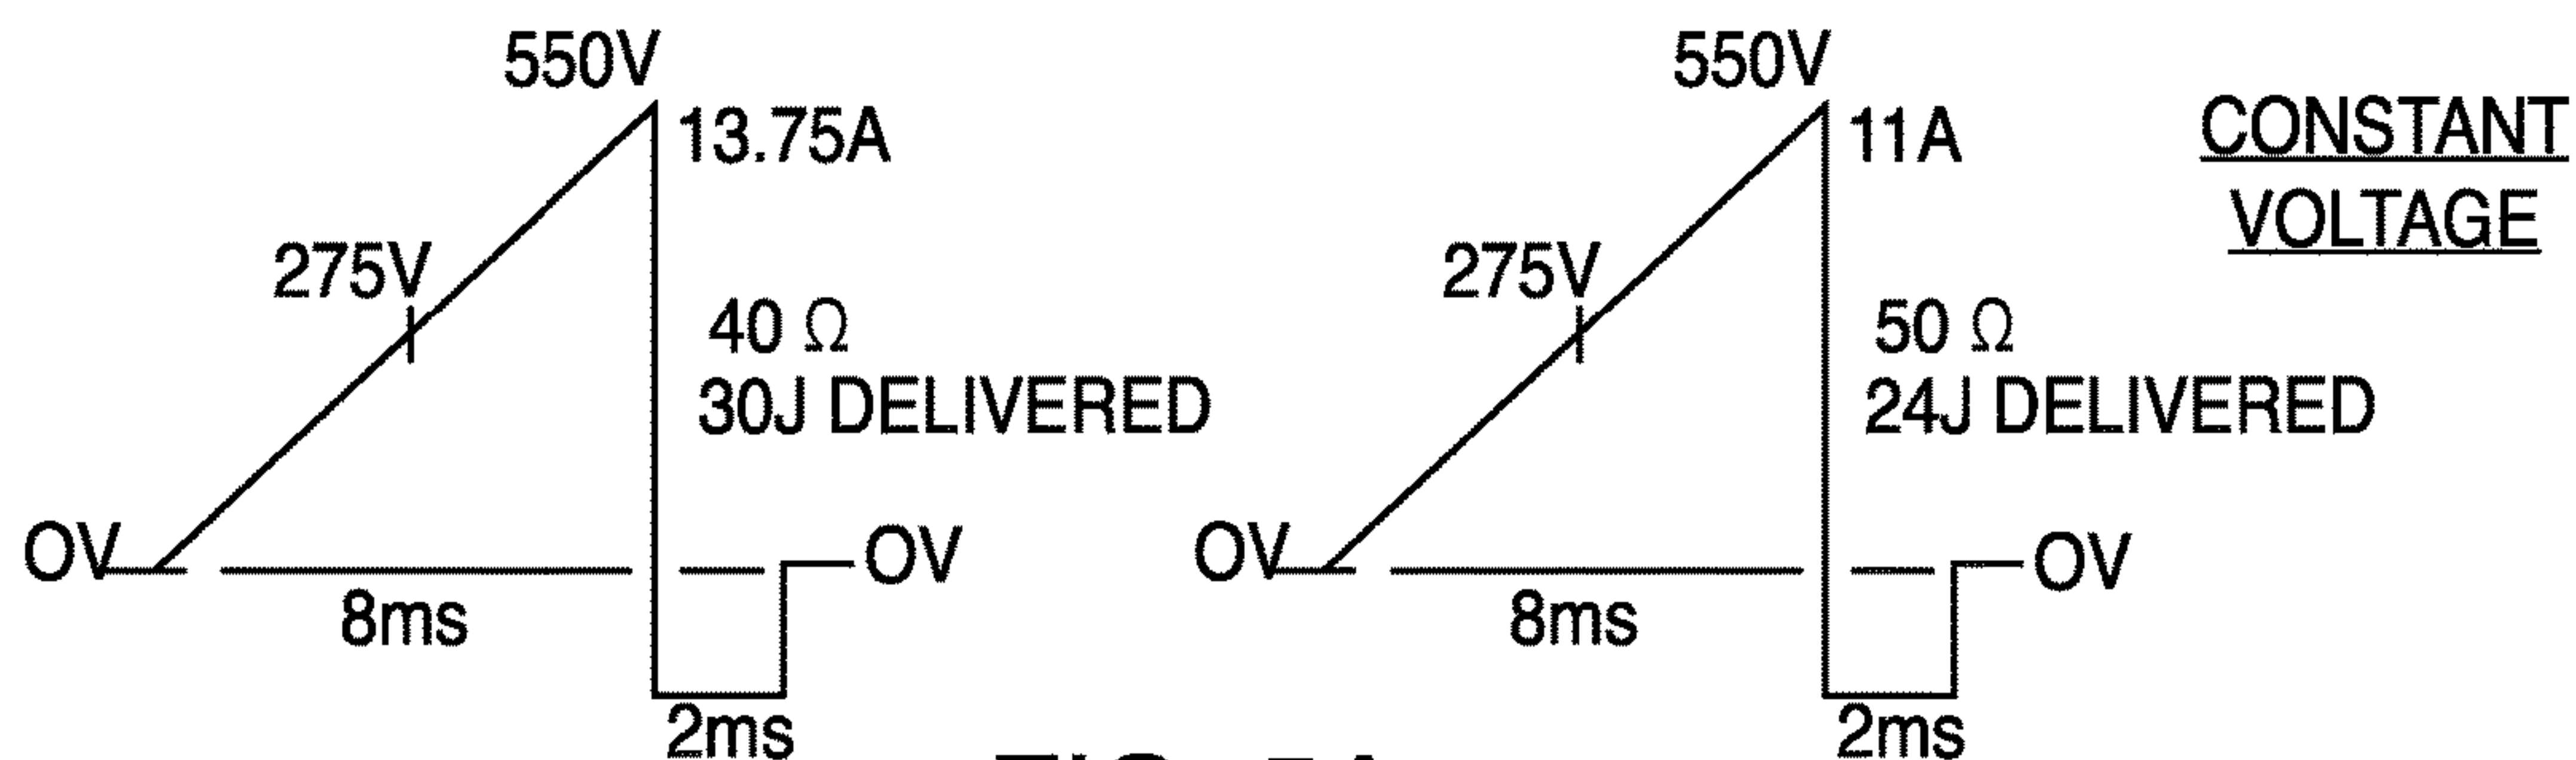 550V
13.75A
275V
40 Ω
30J DELIVERED
OV
8ms
OV
2ms
550V
11A
275V
50 Ω
24J DELIVERED
OV
8ms
OV
2ms
CONSTANT
VOLTAGE